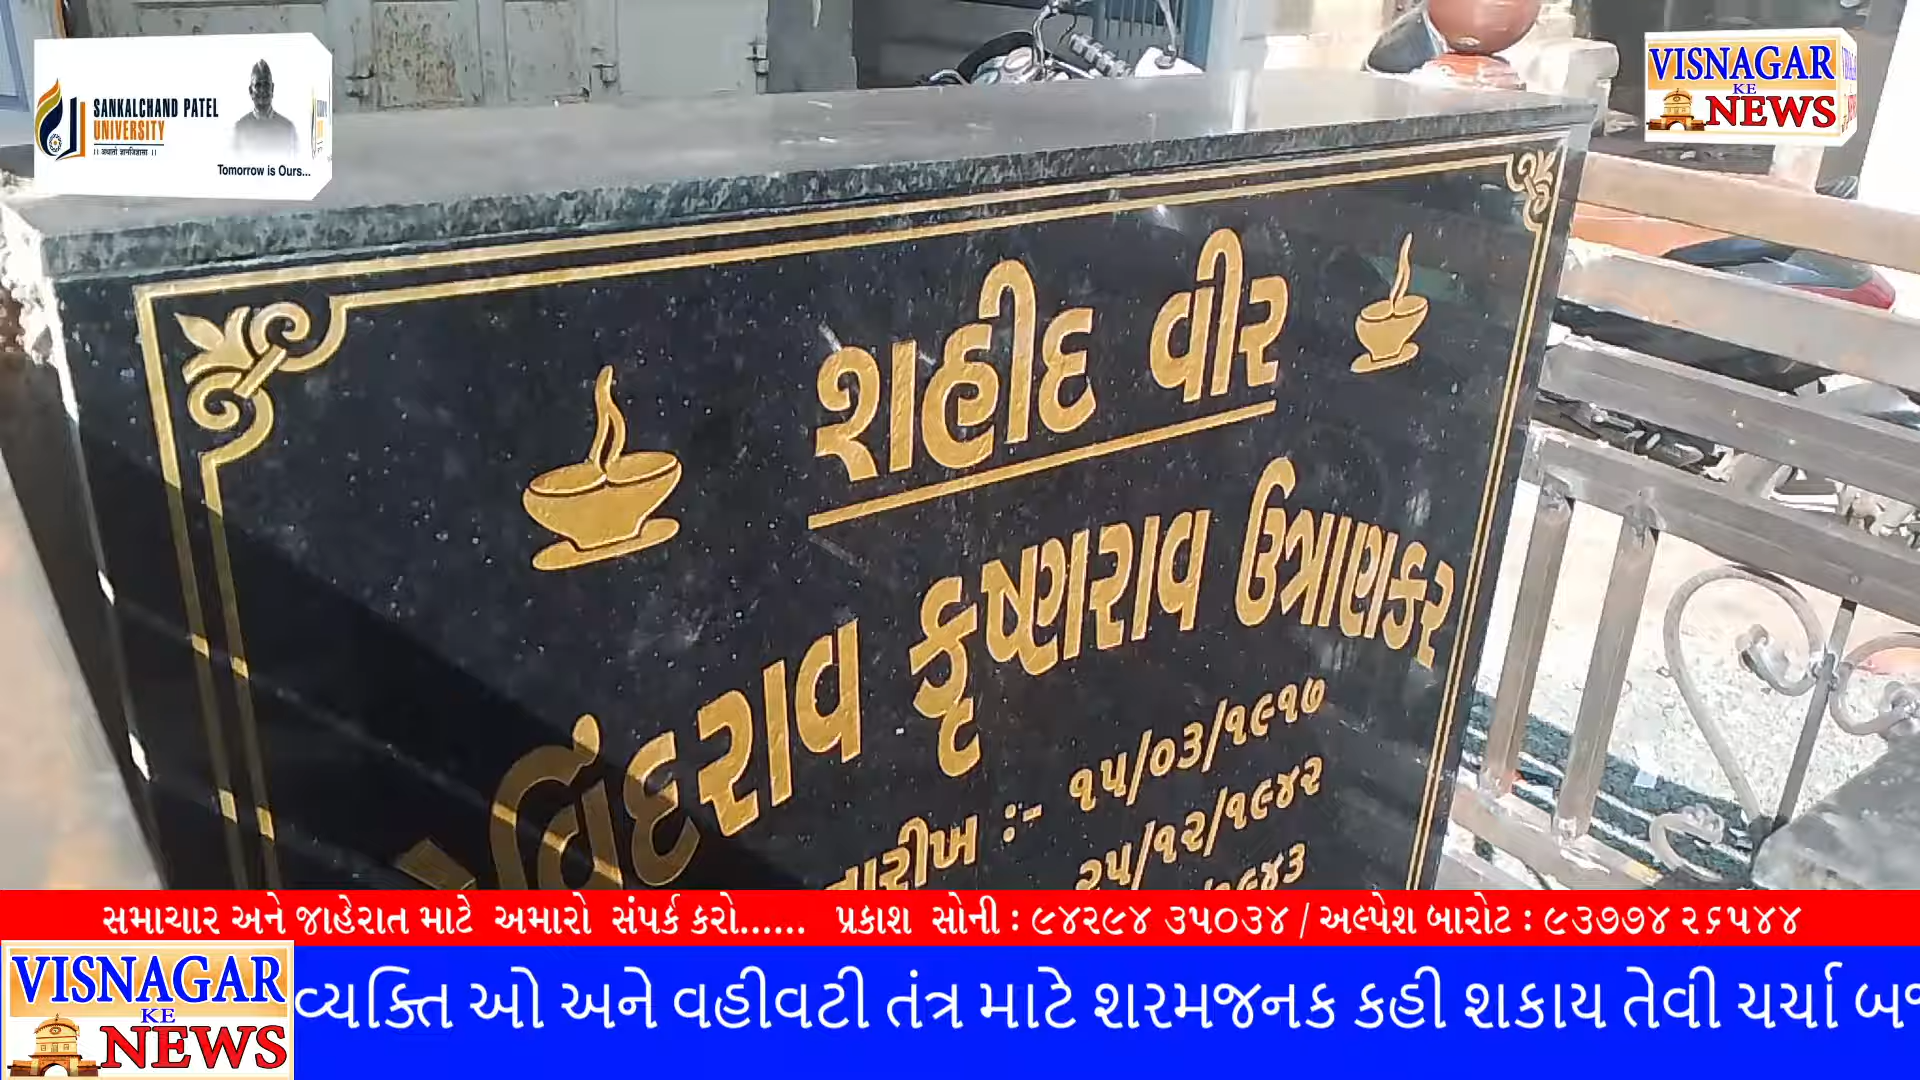 SANKALCHAND PATEL
UNIVERSITY
।। अथातो ज्ञानजिज्ञासा ।।
Tomorrow is Ours...
VISNAGAR
KE
NEWS
શહીદ વીર
કૃષ્ણરાવ ઉત્રાણકર
:- ૧૫/૦૩/૧૯૧૭
૨૫/૧૨/૧૯૪૨
સમાચાર અને જાહેરાત માટે અમારો સંપર્ક કરો...... પ્રકાશ સોની : ૯૪૨૯૪ ૩૫૦૩૪ / અલ્પેશ બારોટ : ૯૩૭૭૪ ૨૬૫૪૪
VISNAGAR
KE
NEWS
વ્યક્તિ ઓ અને વહીવટી તંત્ર માટે શરમજનક કહી શકાય તેવી ચર્ચા